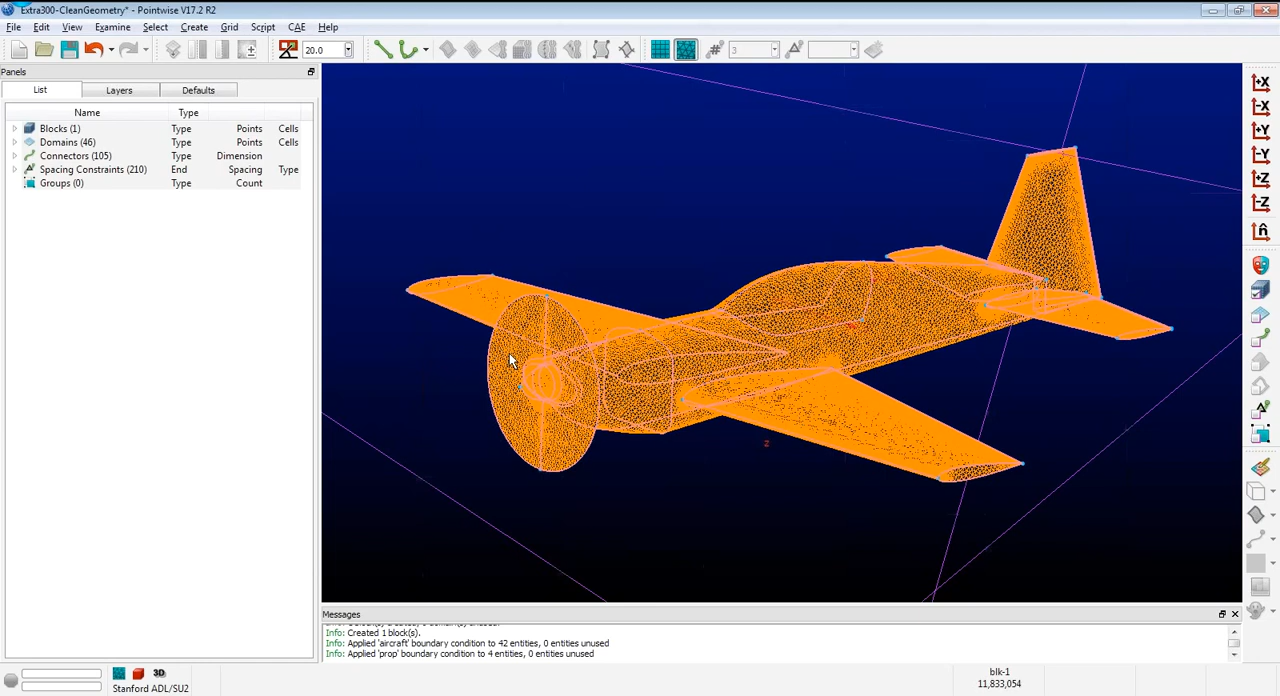 Extra300-CleanGeometry* - Pointwise V17.2 R2
File Edit View Examine Select Create Grid Script CAE Help
20.0 3
Panels
List Layers Defaults
Name Type
Blocks (1) Type Points Cells
Domains (46) Type Points Cells
Connectors (105) Type Dimension
Spacing Constraints (210) End Spacing Type
Groups (0) Type Count
+X
-X
+Y
-Y
+Z
-Z
n̂
Messages
Info: Created 1 block(s).
Info: Applied 'aircraft' boundary condition to 42 entities, 0 entities unused
Info: Applied 'prop' boundary condition to 4 entities, 0 entities unused
3D
Stanford ADL/SU2
blk-1
11,833,054